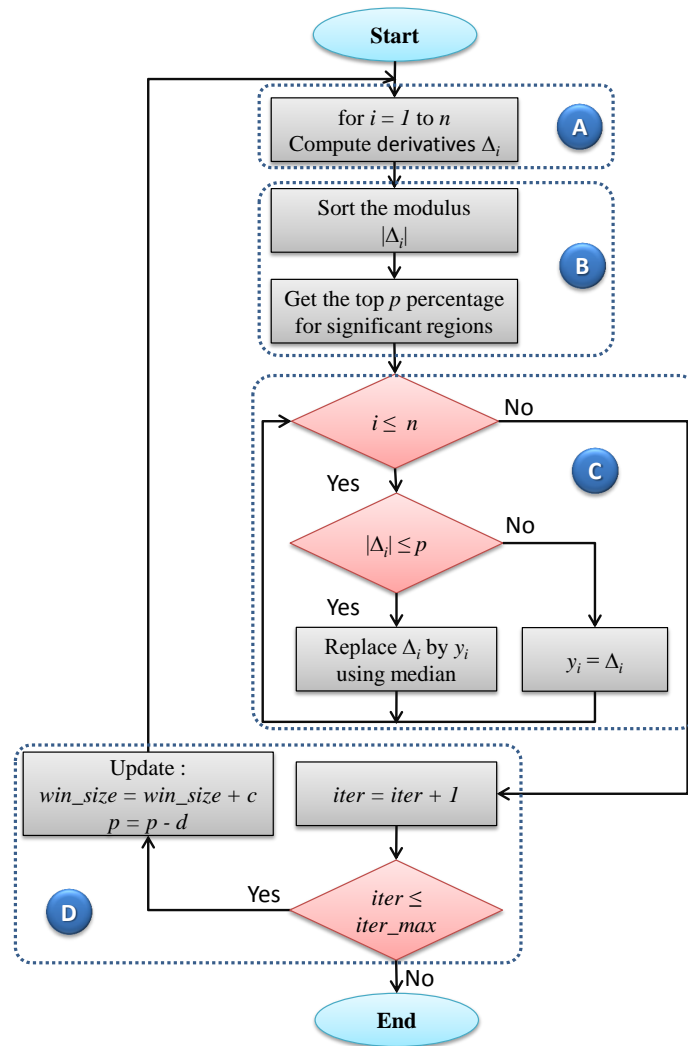 Start
for i = 1 to n
Compute derivatives Δi
A
Sort the modulus
|Δi|
B
Get the top p percentage
for significant regions
i ≤ n
No
C
Yes
|Δi| ≤ p
No
Yes
Replace Δi by yi
using median
yi = Δi
Update :
win_size = win_size + c
p = p - d
iter = iter + 1
D
Yes
iter ≤
iter_max
No
End